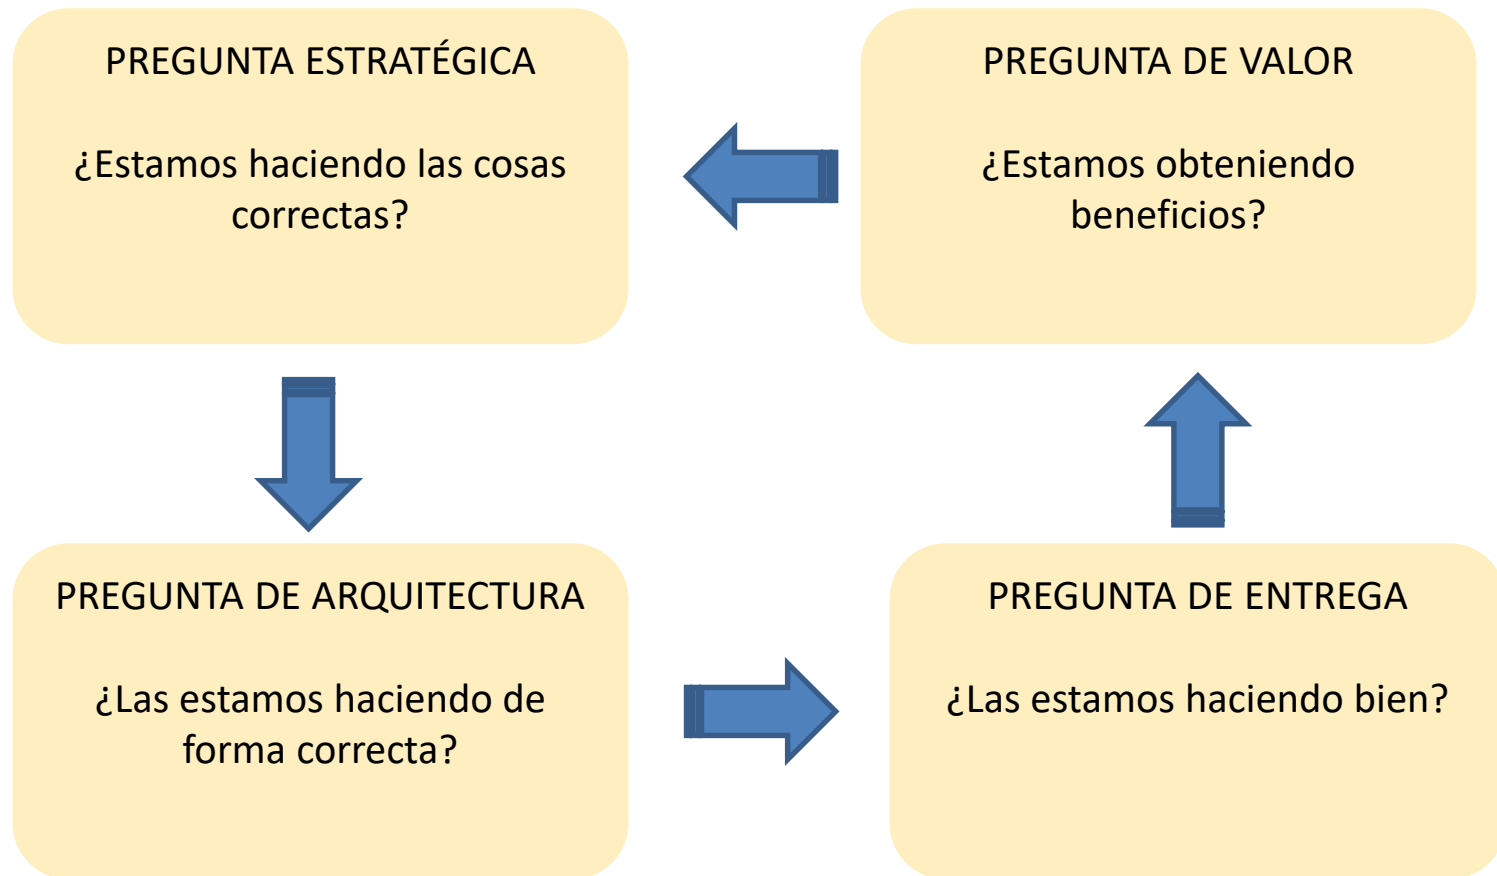 PREGUNTA ESTRATÉGICA
¿Estamos haciendo las cosas
correctas?
PREGUNTA DE VALOR
¿Estamos obteniendo
beneficios?
PREGUNTA DE ARQUITECTURA
¿Las estamos haciendo de
forma correcta?
PREGUNTA DE ENTREGA
¿Las estamos haciendo bien?